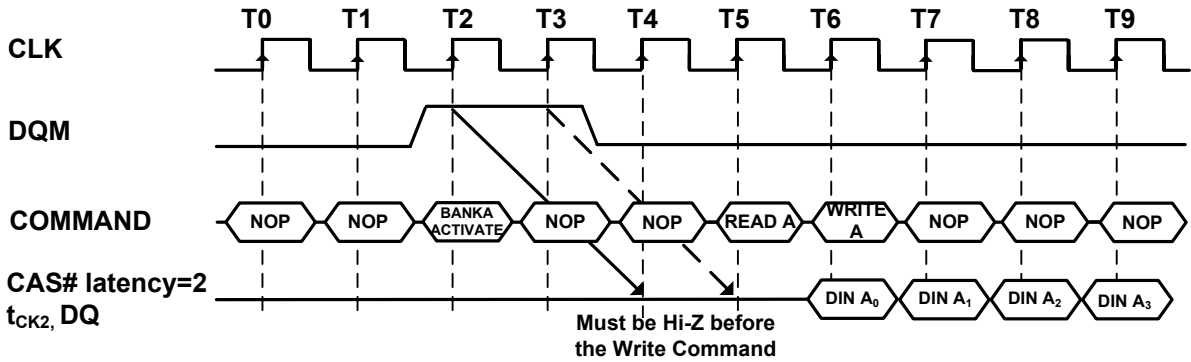 T0 T1 T2 T3 T4 T5 T6 T7 T8 T9
CLK
DQM
COMMAND
NOP NOP BANKA ACTIVATE NOP NOP READ A WRITE A NOP NOP NOP
CAS# latency=2
tCK2, DQ
DIN A0 DIN A1 DIN A2 DIN A3
Must be Hi-Z before
the Write Command